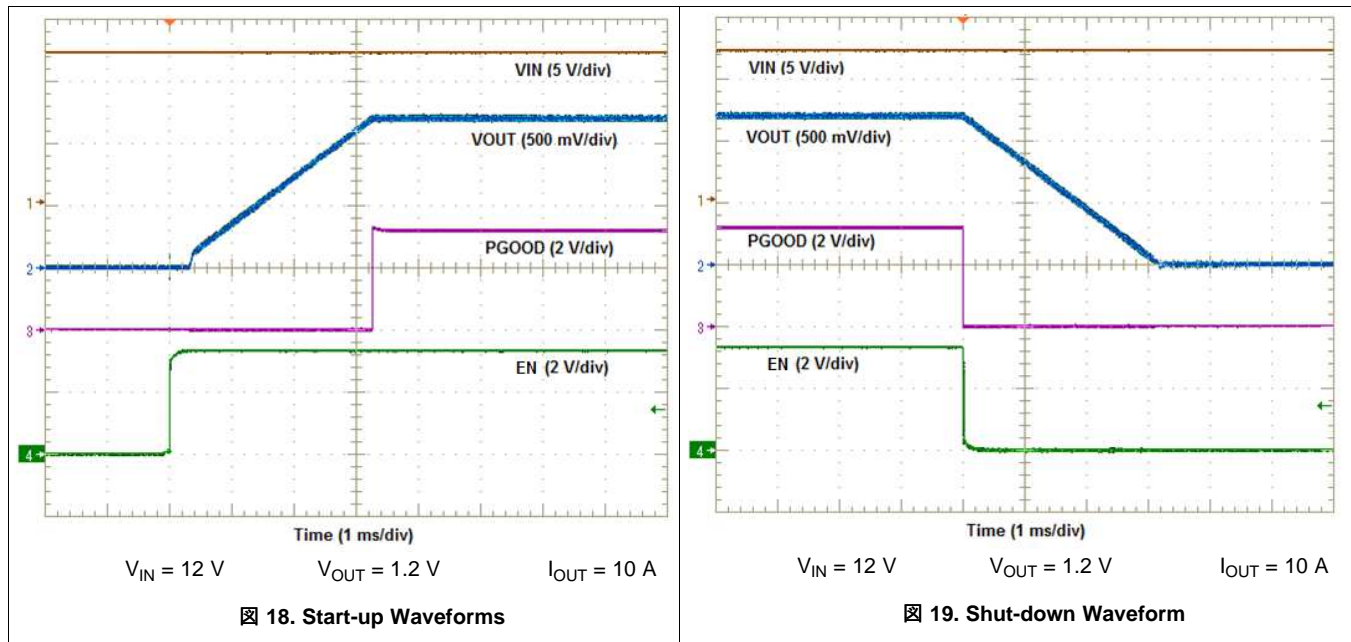 VIN (5 V/div)
VOUT (500 mV/div)
1
PGOOD (2 V/div)
2
3
EN (2 V/div)
4
Time (1 ms/div)
V_IN = 12 V V_OUT = 1.2 V I_OUT = 10 A
図 18. Start-up Waveforms
VIN (5 V/div)
VOUT (500 mV/div)
1
PGOOD (2 V/div)
2
3
EN (2 V/div)
4
Time (1 ms/div)
V_IN = 12 V V_OUT = 1.2 V I_OUT = 10 A
図 19. Shut-down Waveform